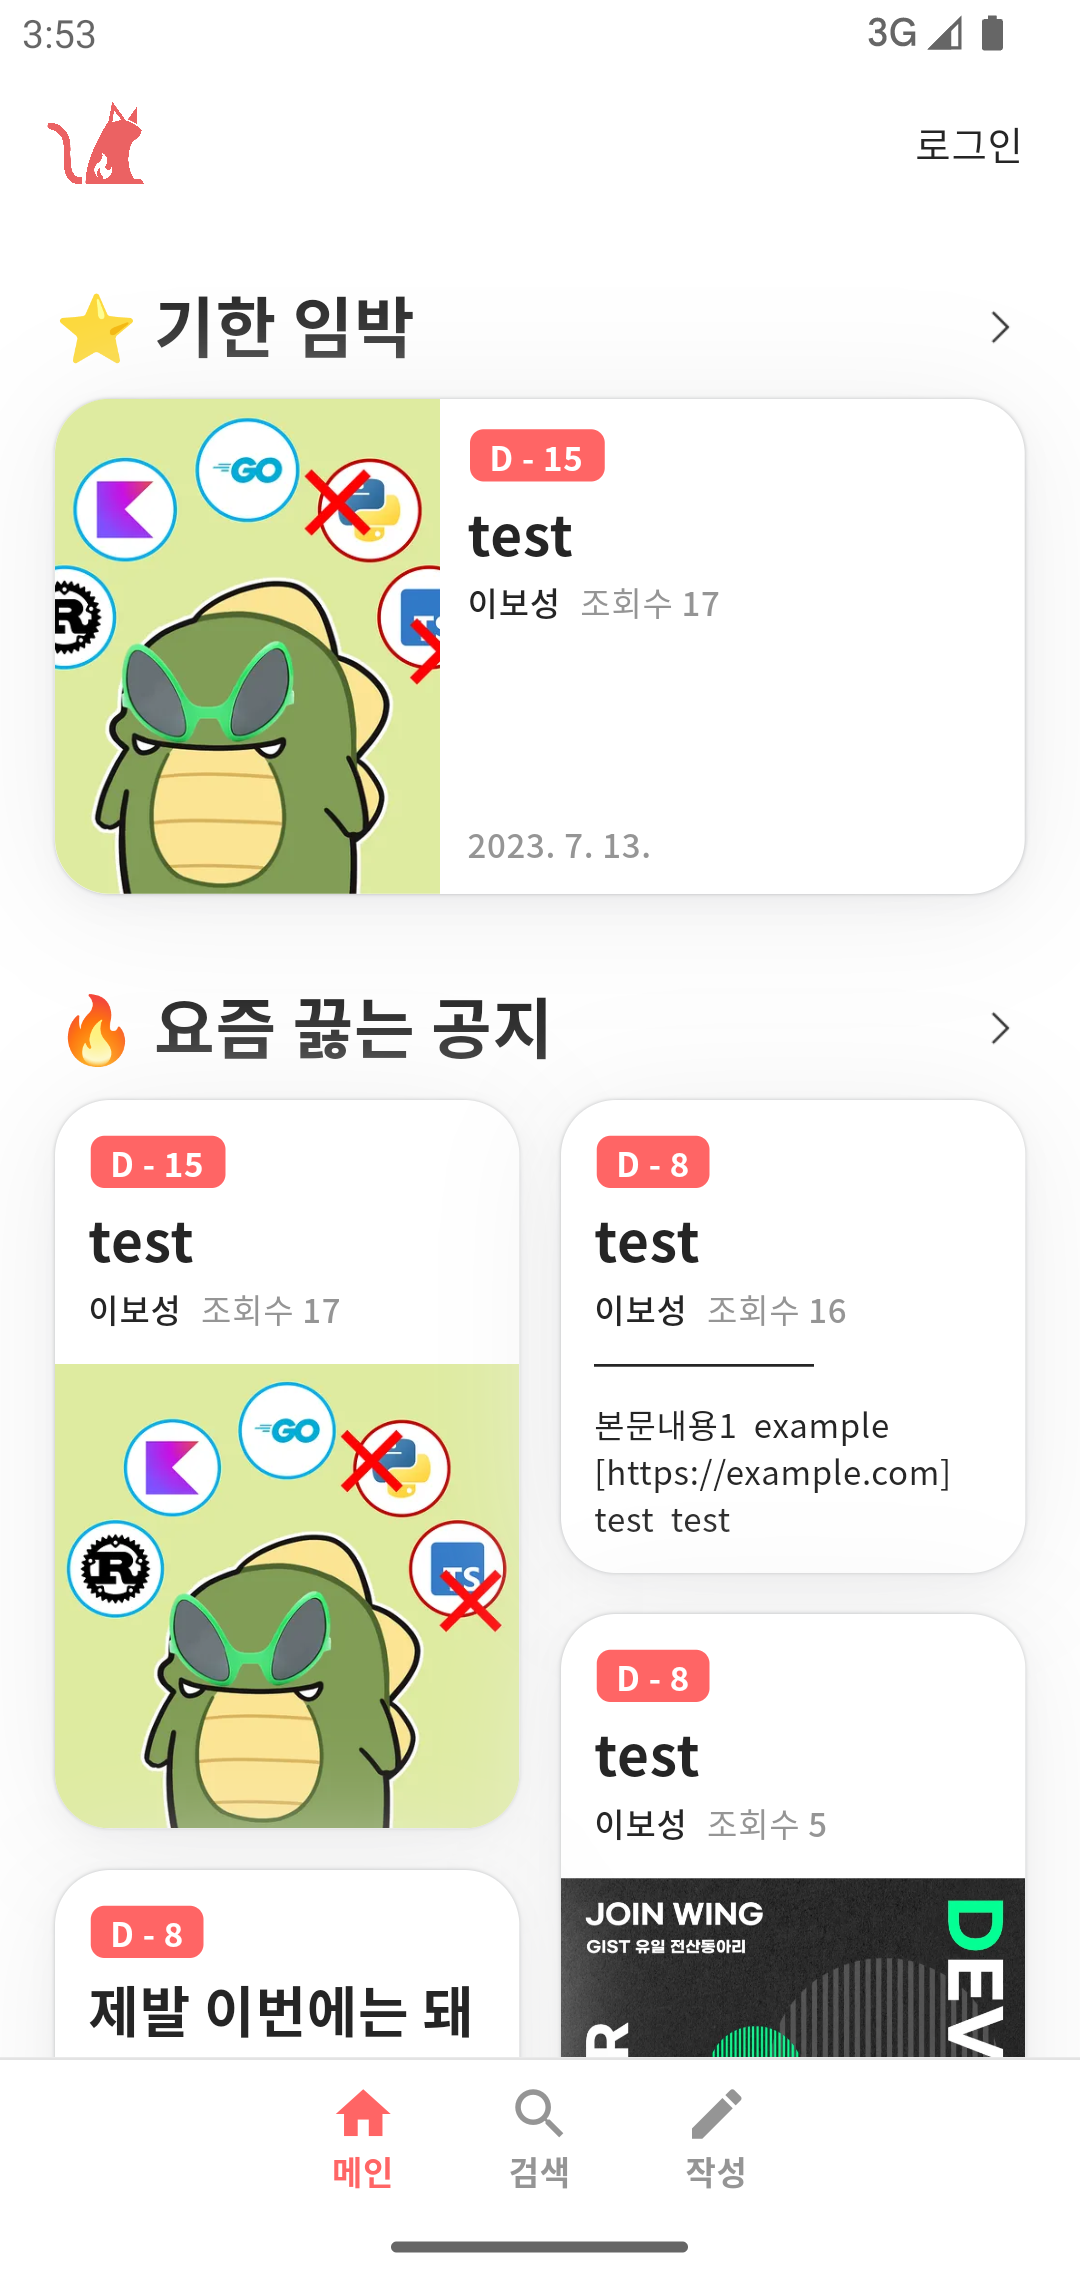 3:53
3G
로그인
⭐ 기한 임박
GO
R
TS
D - 15
test
이보성 조회수 17
2023. 7. 13.
🔥 요즘 끓는 공지
D - 15
test
이보성 조회수 17
GO
R
TS
D - 8
test
이보성 조회수 16
본문내용1 example
[https://example.com]
test test
D - 8
test
이보성 조회수 5
JOIN WING
GIST 유일 전산동아리
DEV
R
D - 8
제발 이번에는 돼
메인
검색
작성